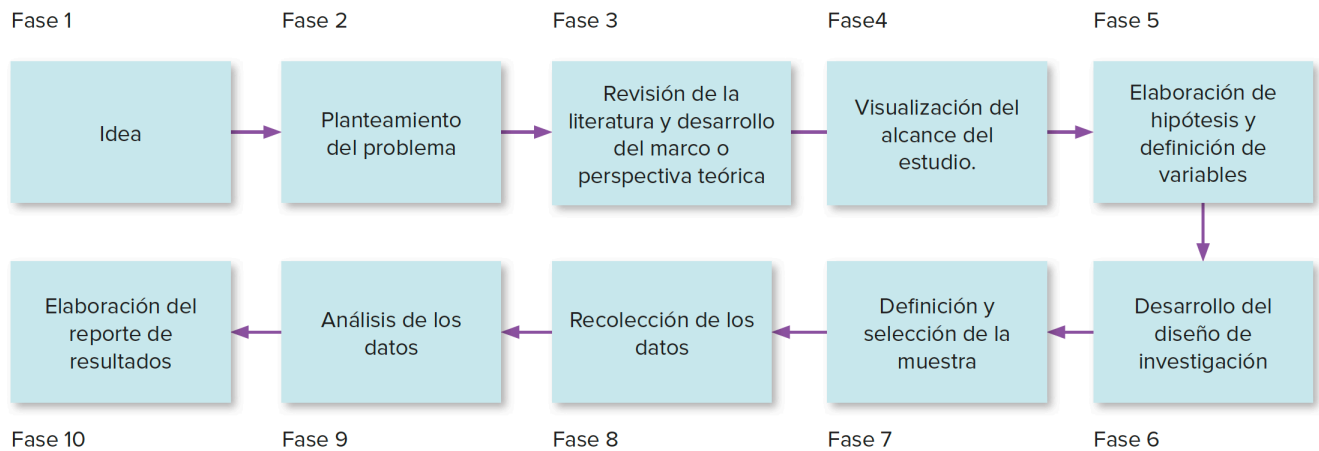 Fase 1
Fase 2
Fase 3
Fase4
Fase 5
Idea
Planteamiento
del problema
Revisión de la
literatura y desarrollo
del marco o
perspectiva teórica
Visualización del
alcance del
estudio.
Elaboración de
hipótesis y
definición de
variables
Desarrollo del
diseño de
investigación
Definición y
selección de la
muestra
Recolección de los
datos
Análisis de los
datos
Elaboración del
reporte de
resultados
Fase 10
Fase 9
Fase 8
Fase 7
Fase 6